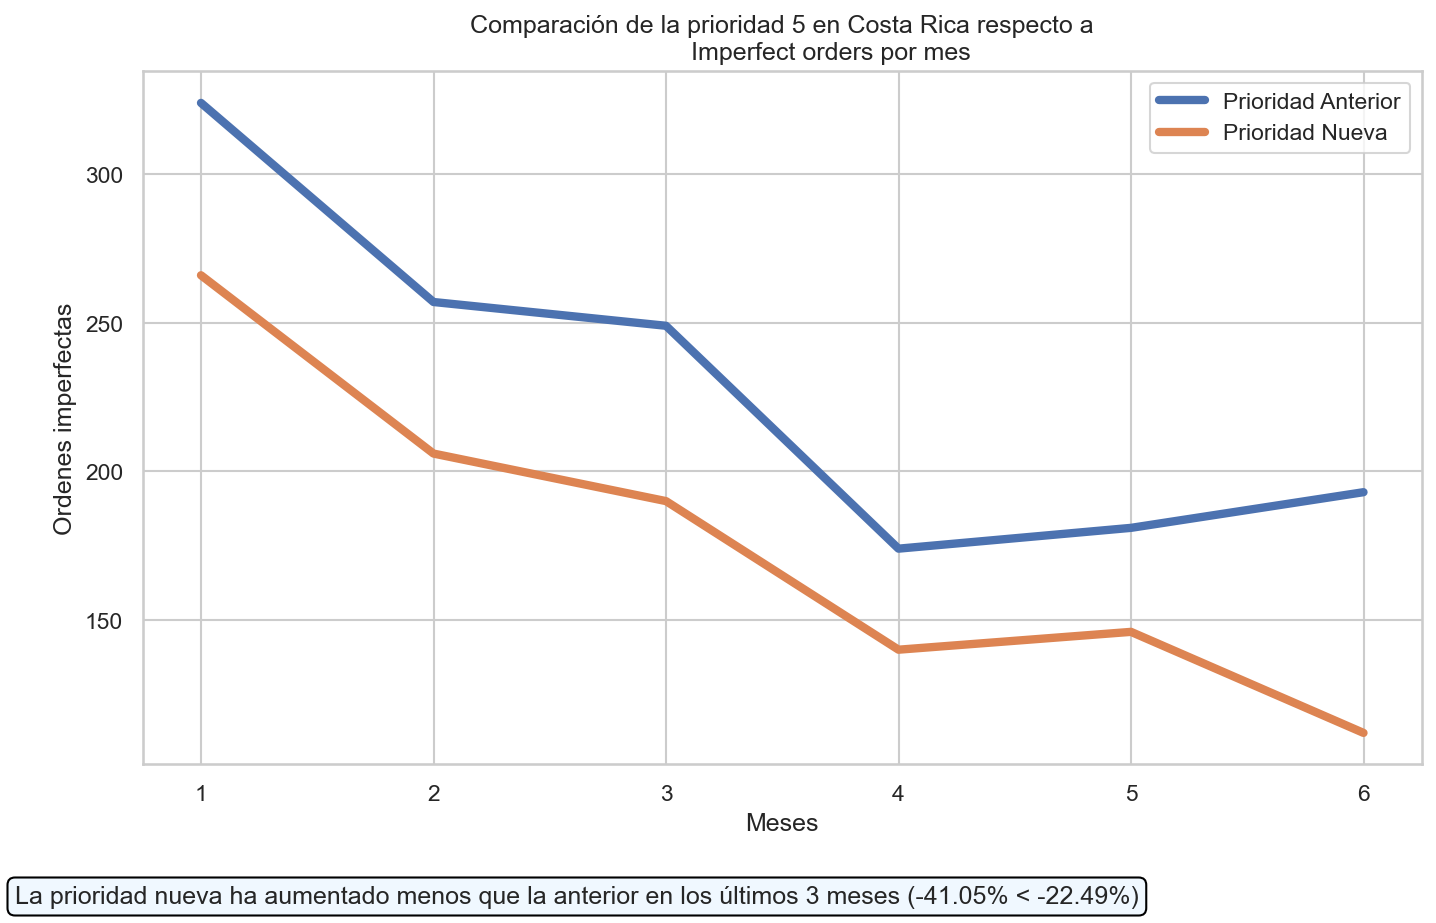 Comparación de la prioridad 5 en Costa Rica respecto a
Imperfect orders por mes
Prioridad Anterior
Prioridad Nueva
300
250
200
150
Ordenes imperfectas
1 2 3 4 5 6
Meses
La prioridad nueva ha aumentado menos que la anterior en los últimos 3 meses (-41.05% < -22.49%)